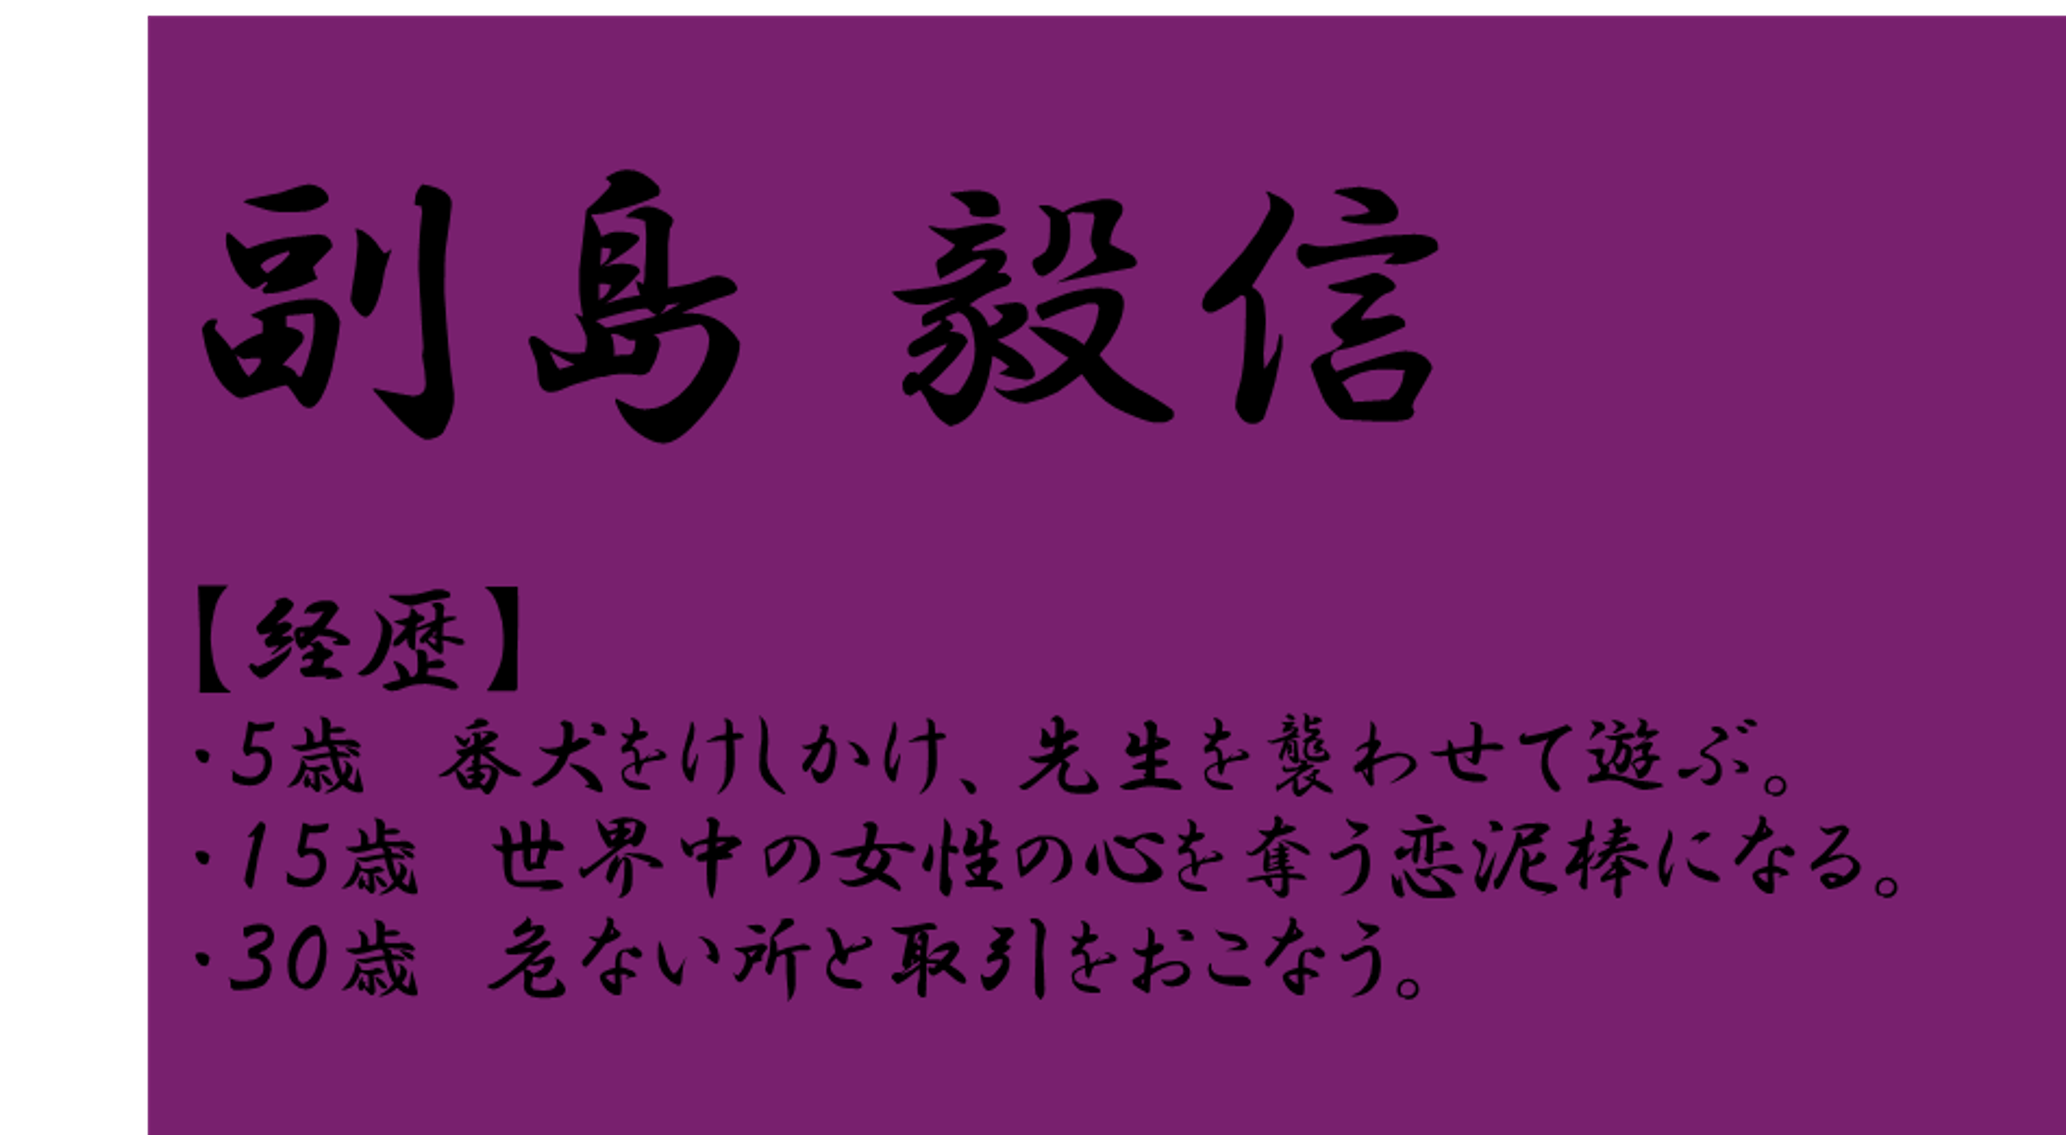 副島 毅信
【経歴】
・5歳 番犬をけしかけ、先生を襲わせて遊ぶ。
・15歳 世界中の女性の心を奪う恋泥棒になる。
・30歳 危ない所と取引をおこなう。